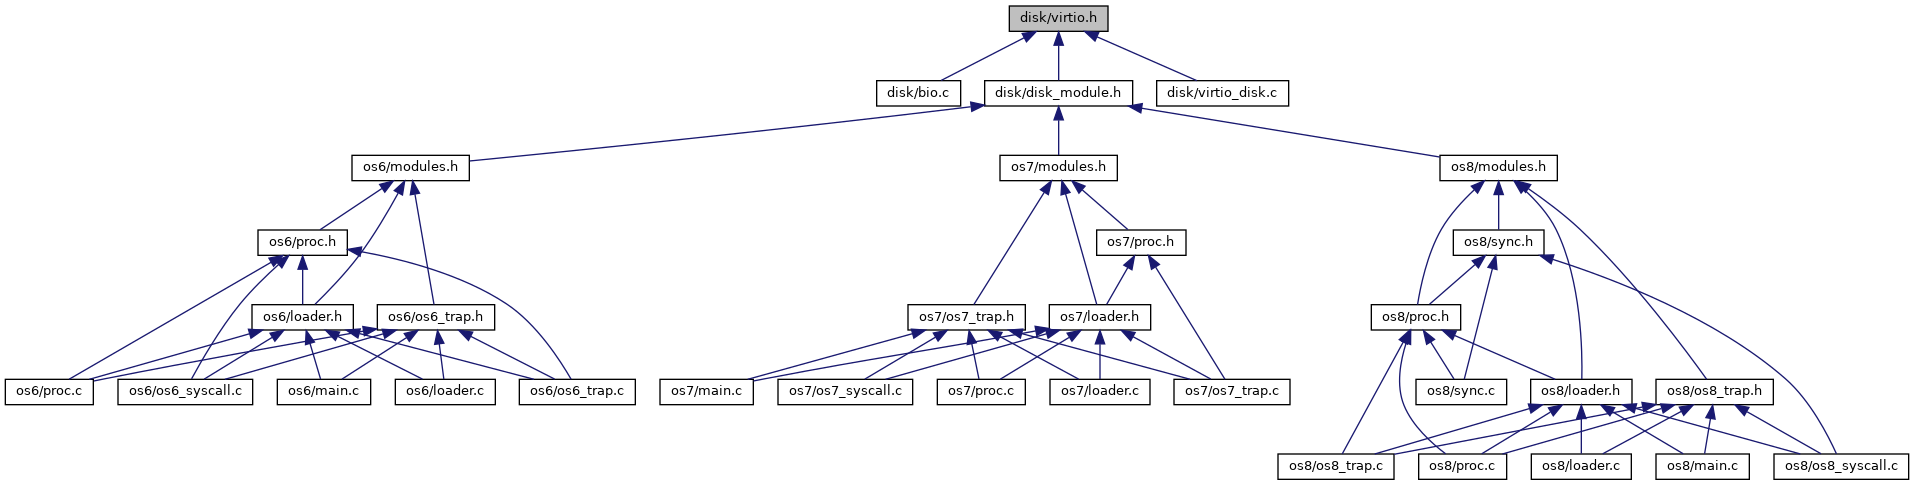 disk/virtio.h
disk/bio.c
disk/disk_module.h
disk/virtio_disk.c
os6/modules.h
os7/modules.h
os8/modules.h
os6/proc.h
os7/proc.h
os8/sync.h
os6/loader.h
os6/os6_trap.h
os7/os7_trap.h
os7/loader.h
os8/proc.h
os6/proc.c
os6/os6_syscall.c
os6/main.c
os6/loader.c
os6/os6_trap.c
os7/main.c
os7/os7_syscall.c
os7/proc.c
os7/loader.c
os7/os7_trap.c
os8/sync.c
os8/loader.h
os8/os8_trap.h
os8/os8_trap.c
os8/proc.c
os8/loader.c
os8/main.c
os8/os8_syscall.c